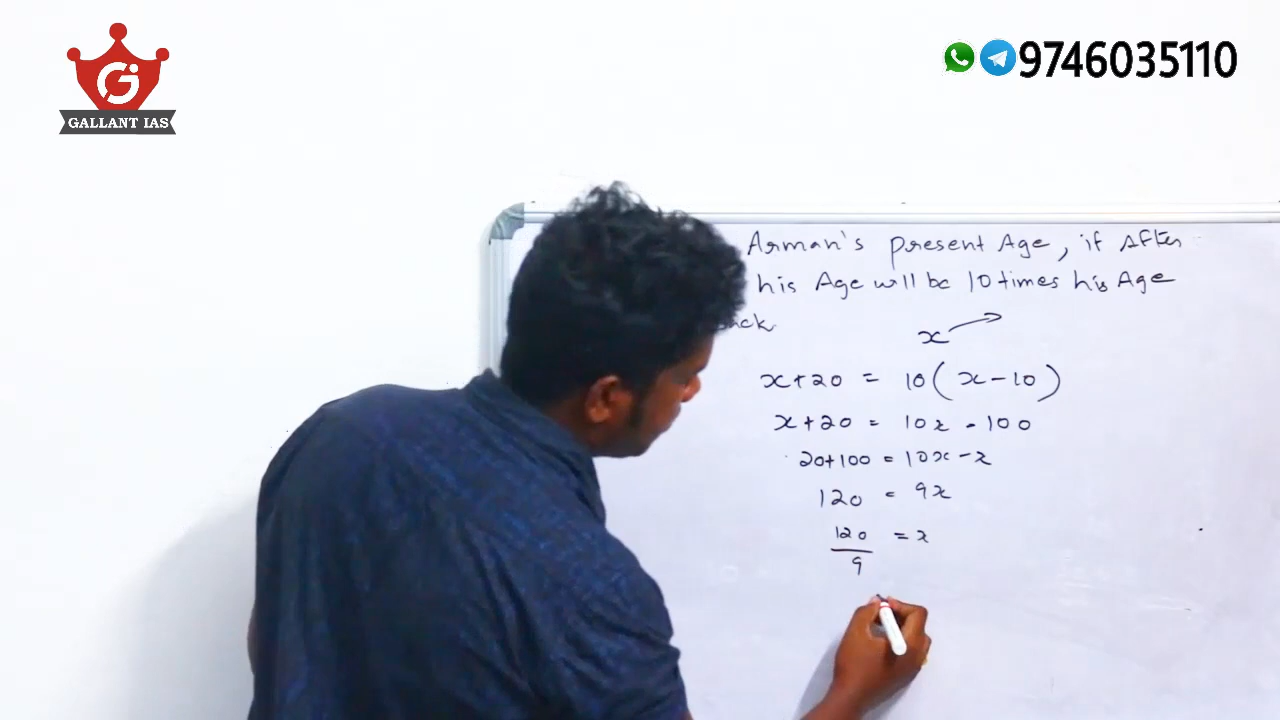 GALLANT IAS
9746035110
Arman's present Age, if After
his Age will be 10 times his Age
x
x+20 = 10(x-10)
x+20 = 10x - 100
20+100 = 10x-x
120 = 9x
120/9 = x